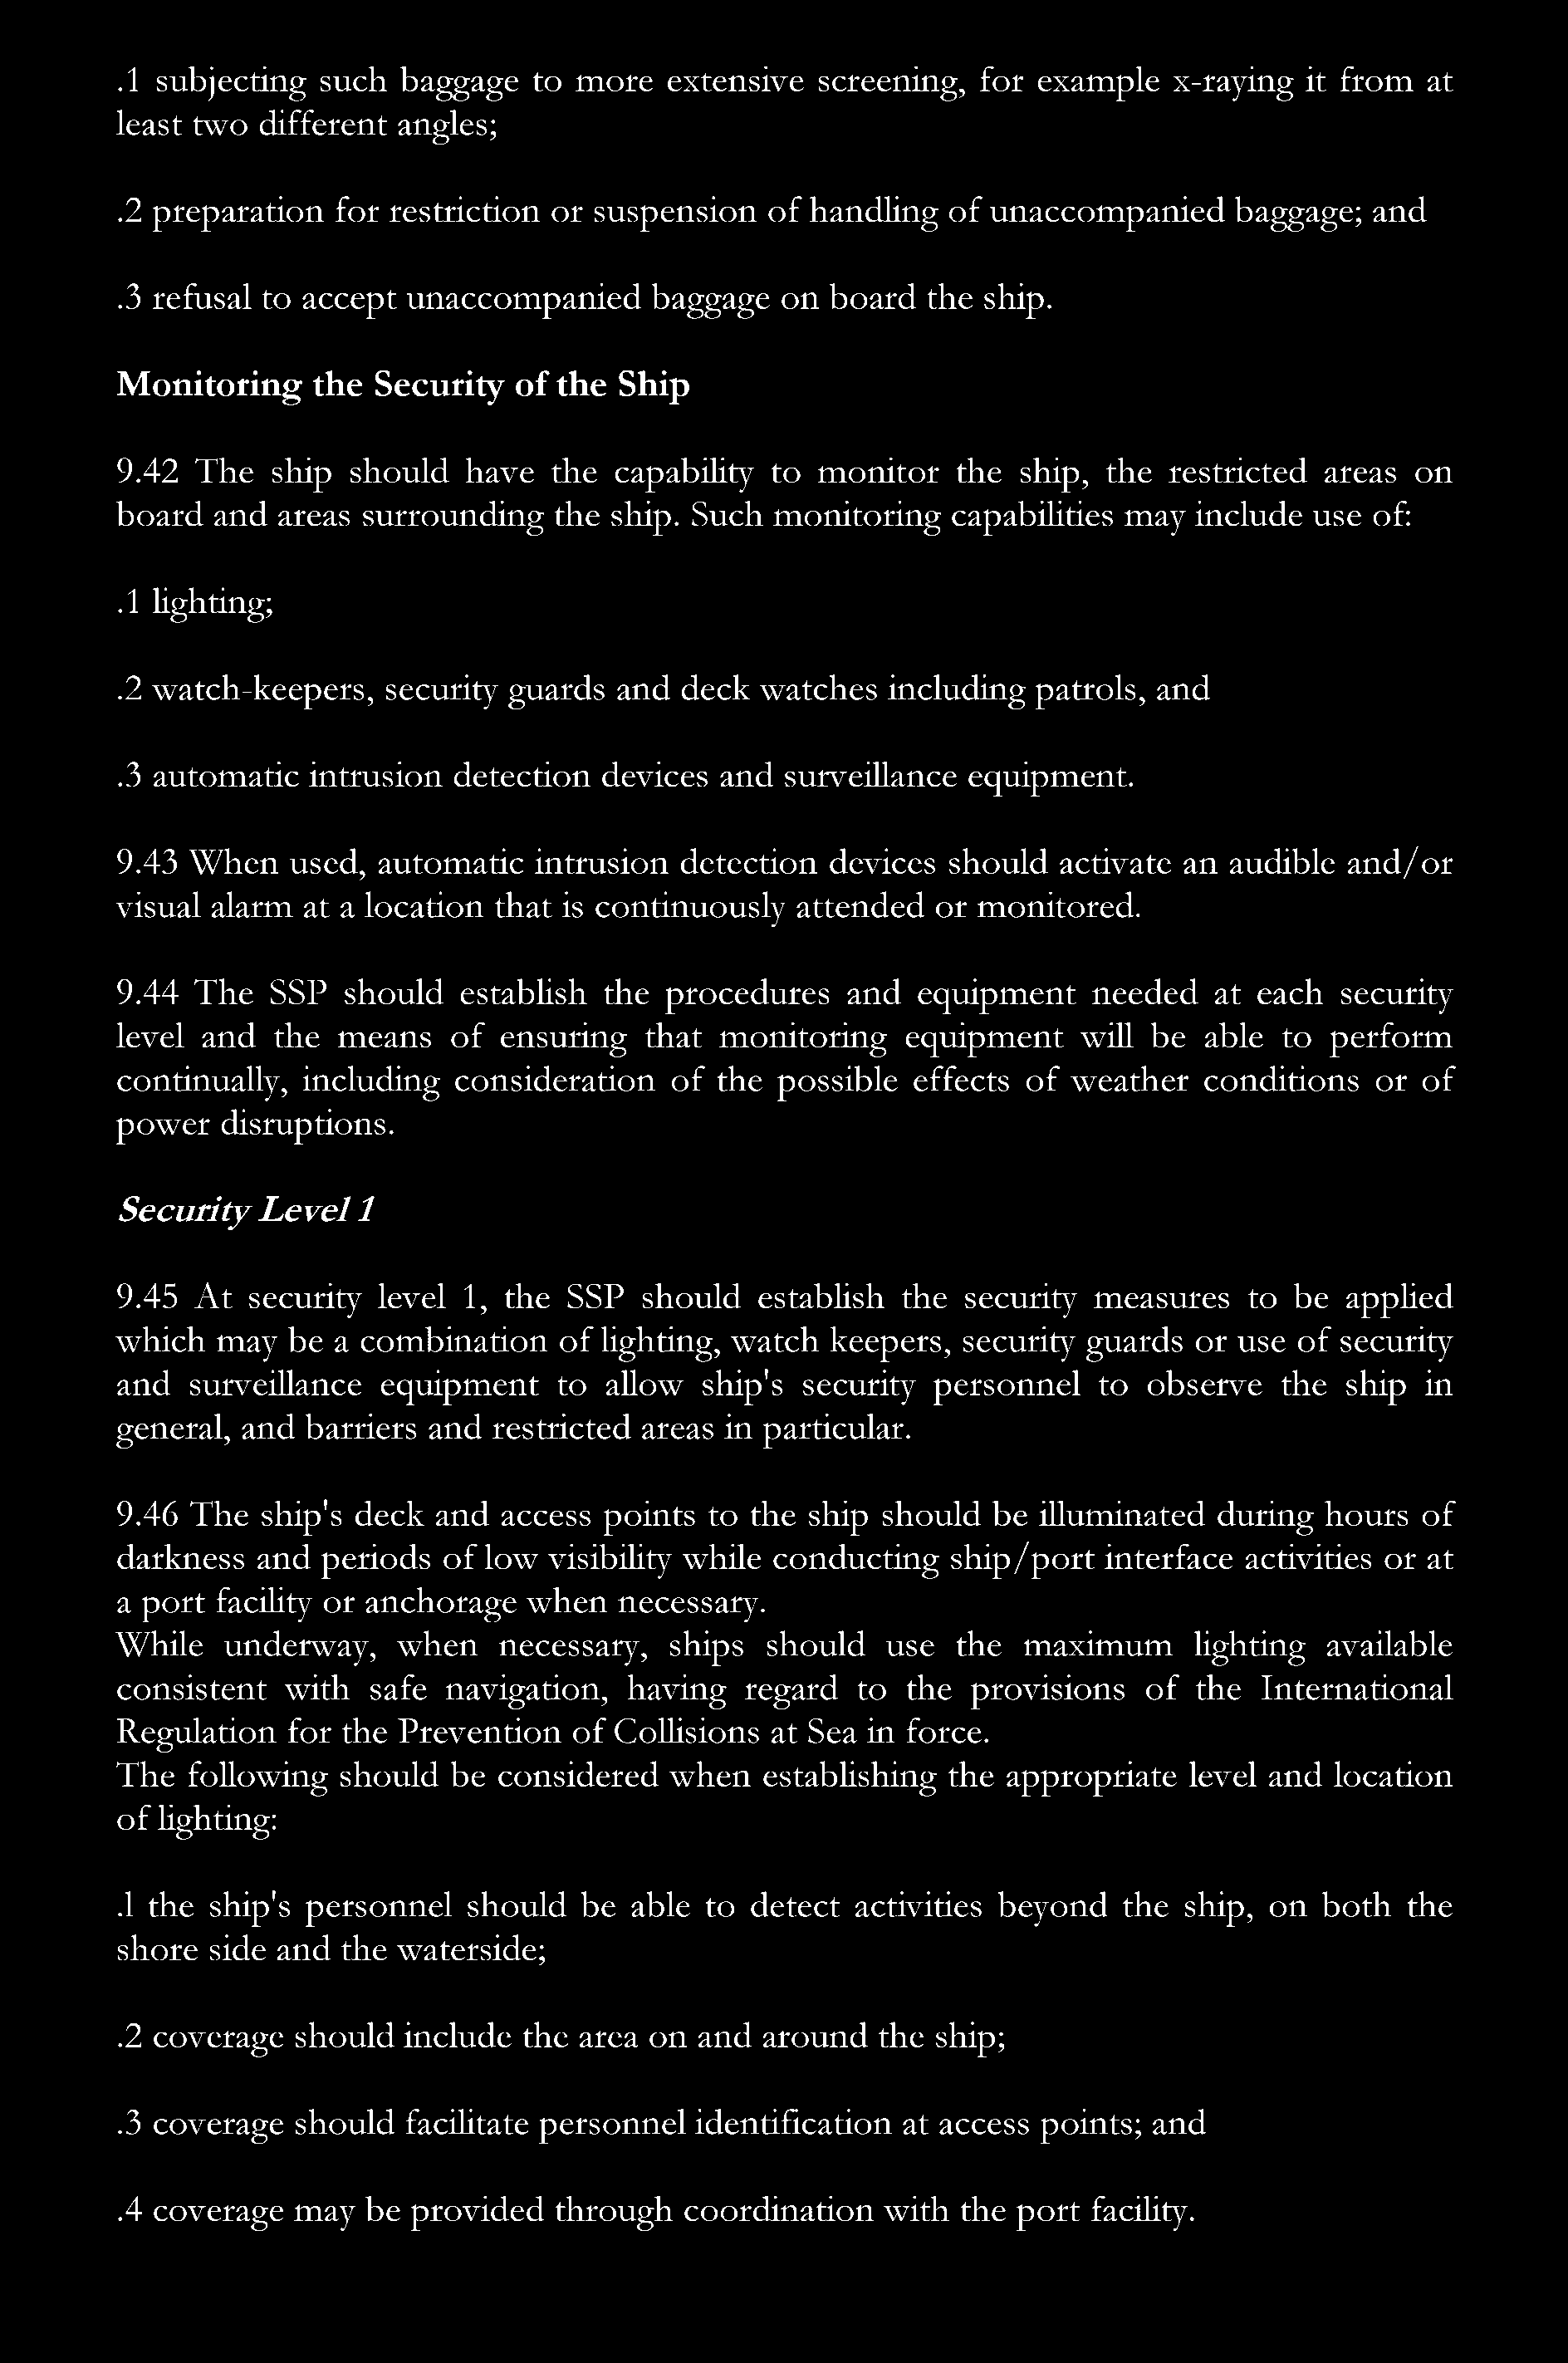 .1 subjecting such baggage to more extensive screening, for example x-raying it from at
least two different angles;
.2 preparation for restriction or suspension of handling of unaccompanied baggage; and
.3 refusal to accept unaccompanied baggage on board the ship.
Monitoring the Security of the Ship
9.42 The ship should have the capability to monitor the ship, the restricted areas on
board and areas surrounding the ship. Such monitoring capabilities may include use of:
.1 lighting;
.2 watch-keepers, security guards and deck watches including patrols, and
.3 automatic intrusion detection devices and surveillance equipment.
9.43 When used, automatic intrusion detection devices should activate an audible and/or
visual alarm at a location that is continuously attended or monitored.
9.44 The SSP should establish the procedures and equipment needed at each security
level and the means of ensuring that monitoring equipment will be able to perform
continually, including consideration of the possible effects of weather conditions or of
power disruptions.
Security Level 1
9.45 At security level 1, the SSP should establish the security measures to be applied
which may be a combination of lighting, watch keepers, security guards or use of security
and surveillance equipment to allow ship's security personnel to observe the ship in
general, and barriers and restricted areas in particular.
9.46 The ship's deck and access points to the ship should be illuminated during hours of
darkness and periods of low visibility while conducting ship/port interface activities or at
a port facility or anchorage when necessary.
While underway, when necessary, ships should use the maximum lighting available
consistent with safe navigation, having regard to the provisions of the International
Regulation for the Prevention of Collisions at Sea in force.
The following should be considered when establishing the appropriate level and location
of lighting:
.l the ship's personnel should be able to detect activities beyond the ship, on both the
shore side and the waterside;
.2 coverage should include the area on and around the ship;
.3 coverage should facilitate personnel identification at access points; and
.4 coverage may be provided through coordination with the port facility.